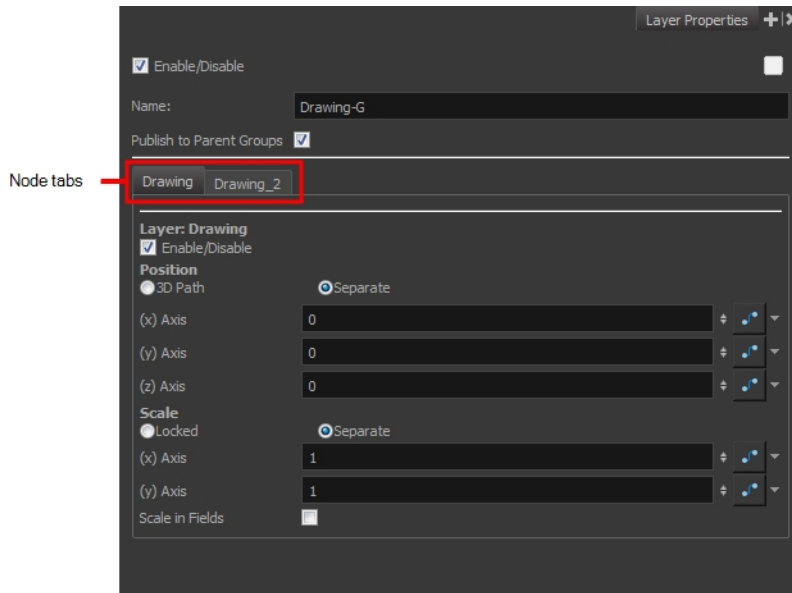 Layer Properties
Enable/Disable
Name: Drawing-G
Publish to Parent Groups
Node tabs
Drawing Drawing_2
Layer: Drawing
Enable/Disable
Position
3D Path Separate
(x) Axis 0
(y) Axis 0
(z) Axis 0
Scale
Locked Separate
(x) Axis 1
(y) Axis 1
Scale in Fields